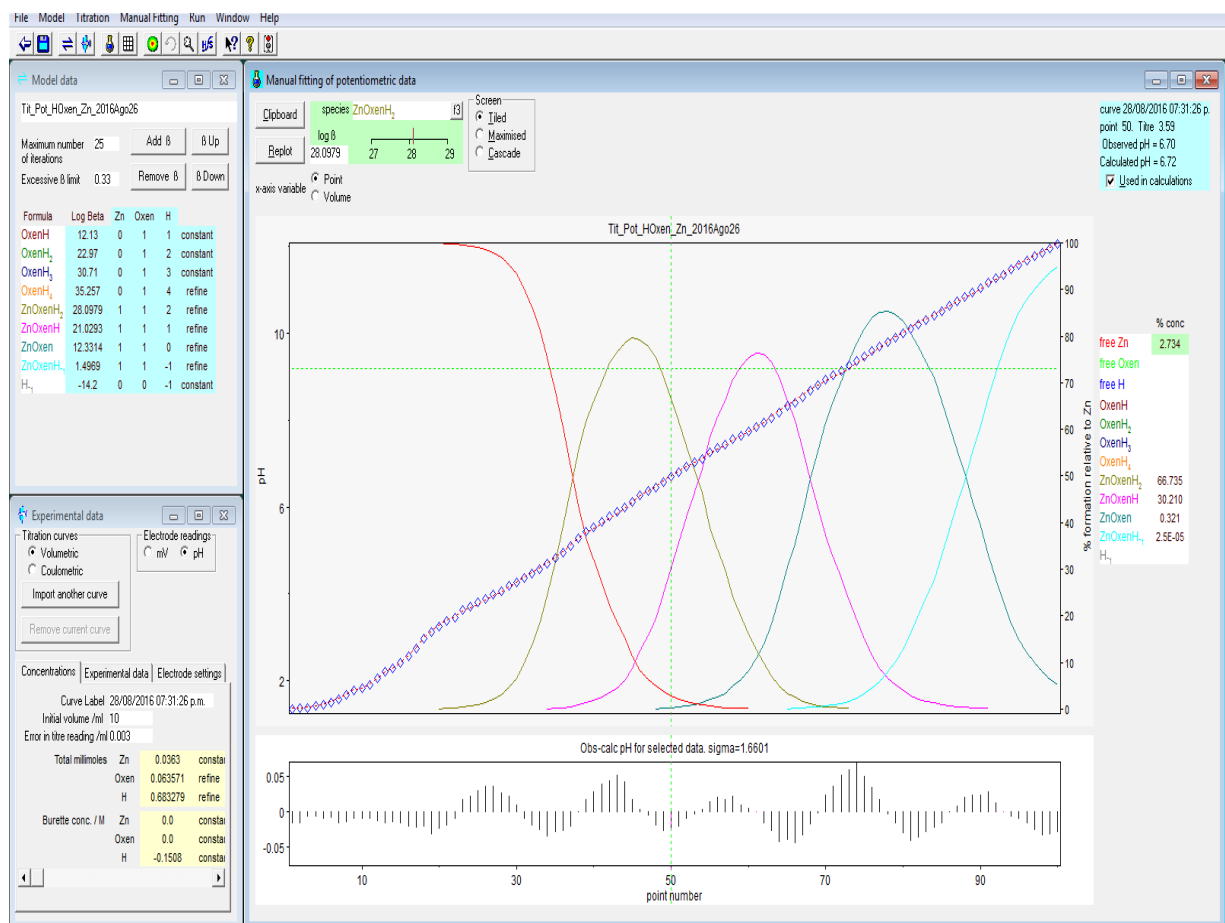 File Model Titration Manual Fitting Run Window Help
Model data
Tit_Pot_HOxen_Zn_2016Ago26
Maximum number of iterations 25
Add ß
ß Up
Excessive ß limit 0.33
Remove ß
ß Down
Formula Log Beta Zn Oxen H
OxenH 12.13 0 1 1 constant
OxenH₂ 22.97 0 1 2 constant
OxenH₃ 30.71 0 1 3 constant
OxenH₄ 35.257 0 1 4 refine
ZnOxenH₂ 28.0979 1 1 2 refine
ZnOxenH 21.0293 1 1 1 refine
ZnOxen 12.3314 1 1 0 refine
ZnOxenH₋₁ 1.4969 1 1 -1 refine
H₋₁ -14.2 0 0 -1 constant
Experimental data
Titration curves
Volumetric
Coulometric
Electrode readings
mV pH
Import another curve
Remove current curve
Concentrations Experimental data Electrode settings
Curve Label 28/08/2016 07:31:26 p.m.
Initial volume /ml 10
Error in titre reading /ml 0.003
Total millimoles Zn 0.0363 constar
Oxen 0.063571 refine
H 0.683279 refine
Burette conc. / M Zn 0.0 constar
Oxen 0.0 constar
H -0.1508 constar
Manual fitting of potentiometric data
Clipboard
Replot
species ZnOxenH₂ f3
log ß
28.0979
27 28 29
Screen
Tiled
Maximised
Cascade
x-axis variable
Point
Volume
curve 28/08/2016 07:31:26 p.
point 50. Titre 3.59
Observed pH = 6.70
Calculated pH = 6.72
Used in calculations
Tit_Pot_HOxen_Zn_2016Ago26
pH
10
6
2
100
90
80
70
60
50
40
30
20
10
0
% formation relative to Zn
% conc
free Zn 2.734
free Oxen
free H
OxenH
OxenH₂
OxenH₃
OxenH₄
ZnOxenH₂ 66.735
ZnOxenH 30.210
ZnOxen 0.321
ZnOxenH₋₁ 2.5E-05
H₋₁
Obs-calc pH for selected data. sigma=1.6601
0.05
0
-0.05
10 30 50 70 90
point number